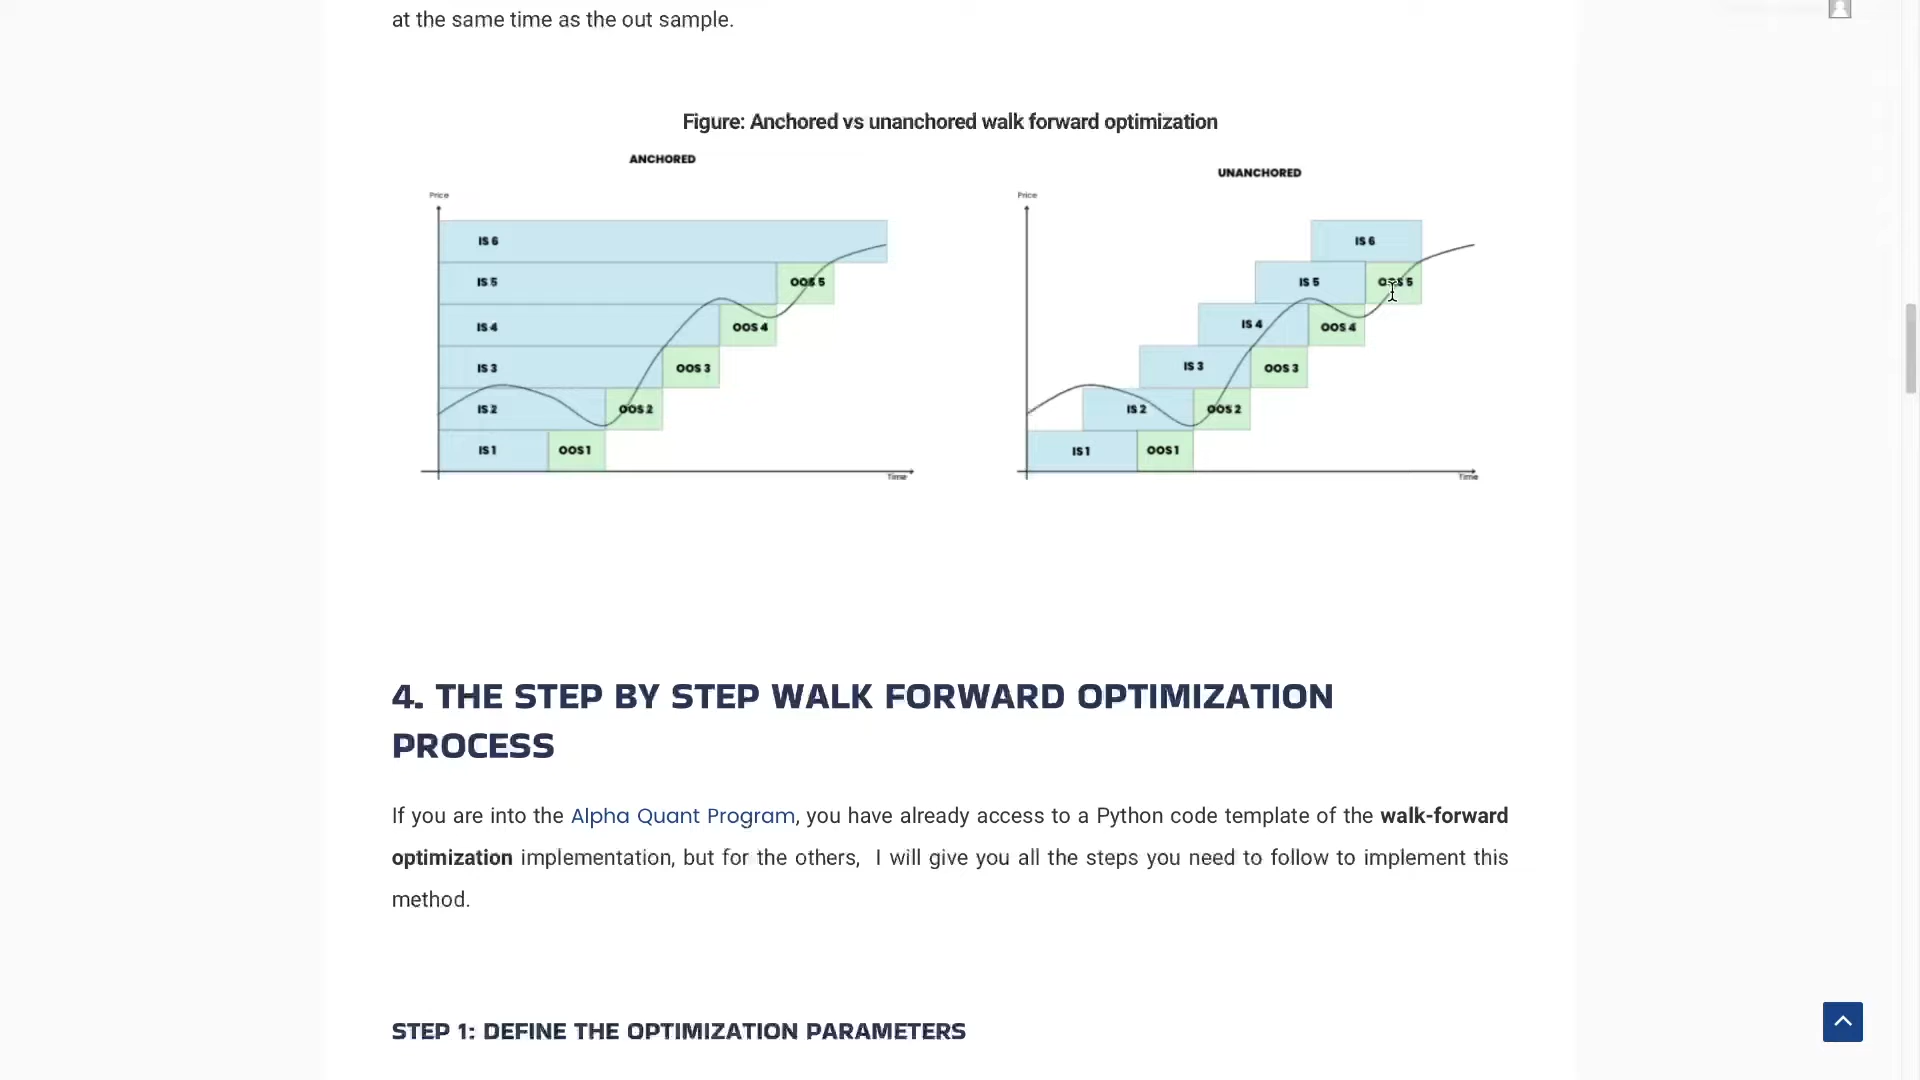 at the same time as the out sample.
Figure: Anchored vs unanchored walk forward optimization
ANCHORED
Price
IS 6
IS 5
OOS 5
IS 4
OOS 4
IS 3
OOS 3
IS 2
OOS 2
IS 1
OOS 1
Time
UNANCHORED
Price
IS 6
IS 5
OOS 5
IS 4
OOS 4
IS 3
OOS 3
IS 2
OOS 2
IS 1
OOS 1
Time
4. THE STEP BY STEP WALK FORWARD OPTIMIZATION
PROCESS
If you are into the Alpha Quant Program, you have already access to a Python code template of the walk-forward
optimization implementation, but for the others, I will give you all the steps you need to follow to implement this
method.
STEP 1: DEFINE THE OPTIMIZATION PARAMETERS